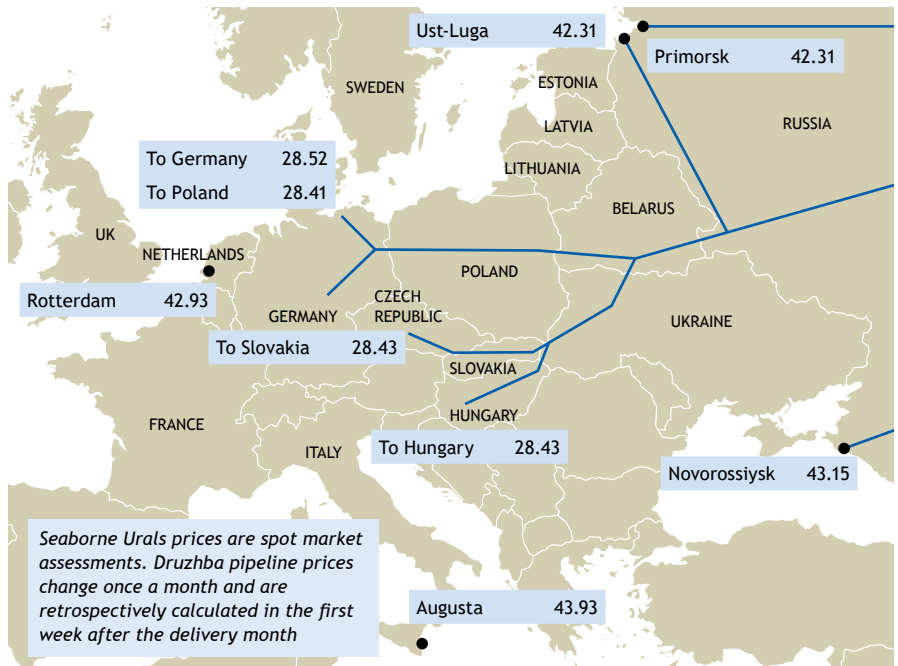 Ust-Luga 42.31
Primorsk 42.31
SWEDEN
ESTONIA
RUSSIA
LATVIA
To Germany 28.52
To Poland 28.41
LITHUANIA
BELARUS
UK
NETHERLANDS
POLAND
Rotterdam 42.93
CZECH
REPUBLIC
GERMANY
UKRAINE
To Slovakia 28.43
SLOVAKIA
HUNGARY
FRANCE
ITALY
To Hungary 28.43
Novorossiysk 43.15
Seaborne Urals prices are spot market
assessments. Druzhba pipeline prices
change once a month and are
retrospectively calculated in the first
week after the delivery month
Augusta 43.93